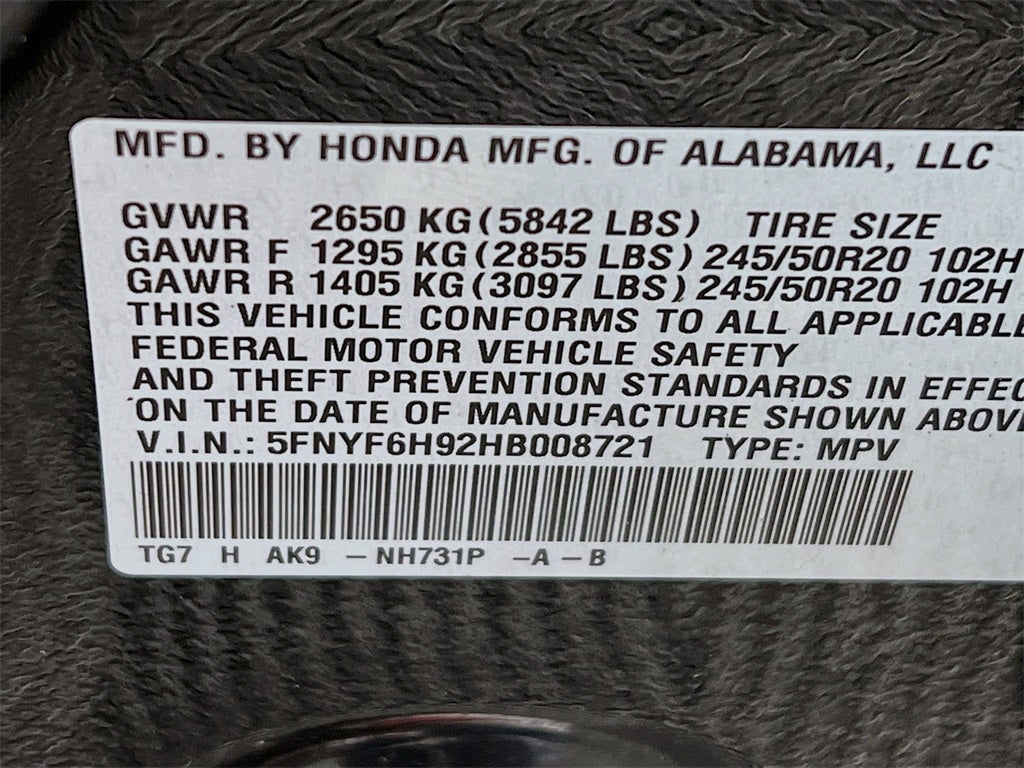 MFD. BY HONDA MFG. OF ALABAMA, LLC
GVWR 2650 KG (5842 LBS) TIRE SIZE
GAWR F 1295 KG (2855 LBS) 245/50R20 102H
GAWR R 1405 KG (3097 LBS) 245/50R20 102H
THIS VEHICLE CONFORMS TO ALL APPLICABLE
FEDERAL MOTOR VEHICLE SAFETY
AND THEFT PREVENTION STANDARDS IN EFFEC
ON THE DATE OF MANUFACTURE SHOWN ABOVE
V.I.N.: 5FNYF6H92HB008721 TYPE: MPV
TG7 H AK9 –NH731P –A –B